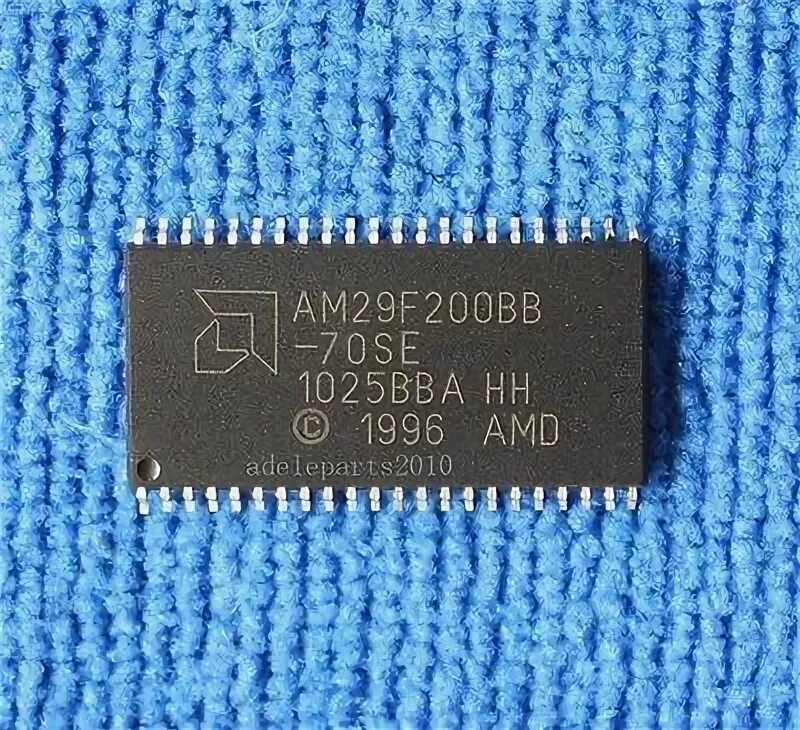 AM29F200BB
-70SE
1025BBA HH
© 1996 AMD
adeleparts2010